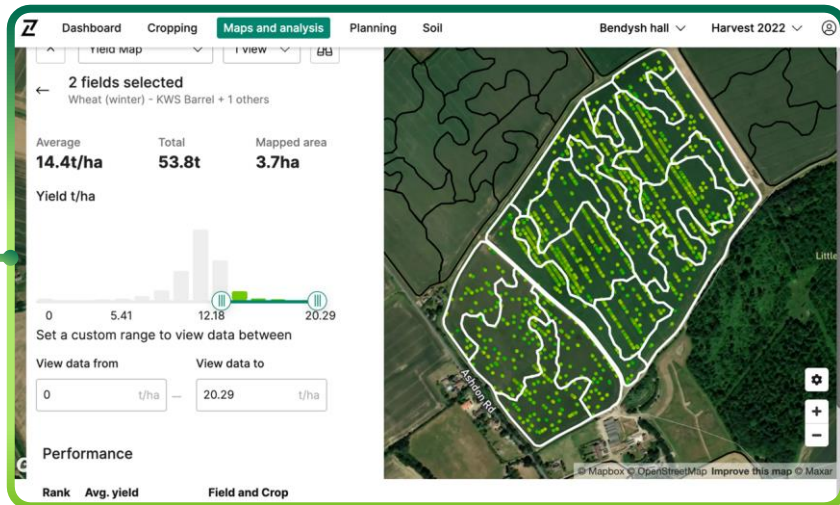 Dashboard Cropping Maps and analysis Planning Soil Bendysh hall Harvest 2022
Yield Map 1 View
2 fields selected
Wheat (winter) - KWS Barrel + 1 others
Average Total Mapped area
14.4t/ha 53.8t 3.7ha
Yield t/ha
0 5.41 12.18 20.29
Set a custom range to view data between
View data from View data to
0 t/ha — 20.29 t/ha
Performance
Rank Avg. yield Field and Crop
Little
Ashdon Rd
+
−
© Mapbox © OpenStreetMap Improve this map © Maxar